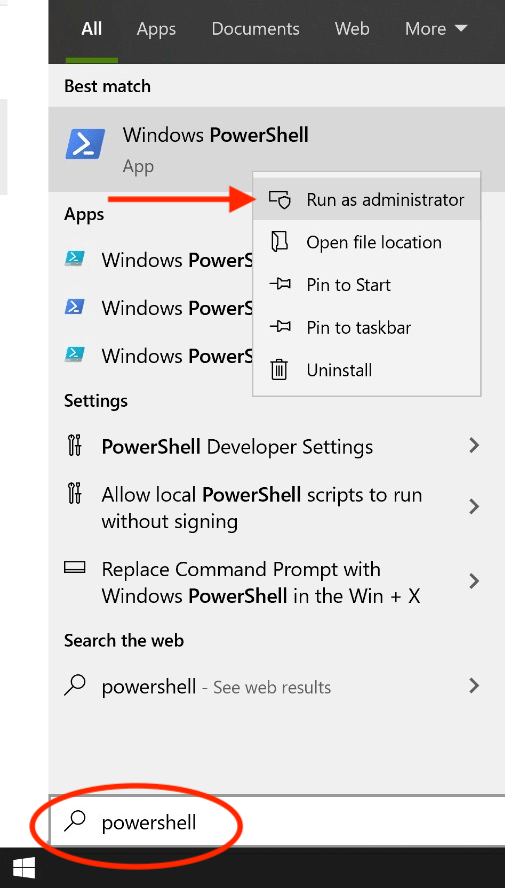 All Apps Documents Web More
Best match
Windows PowerShell
App
Run as administrator
Apps
Open file location
Windows PowerS
Pin to Start
Windows PowerS
Pin to taskbar
Windows PowerS
Uninstall
Settings
PowerShell Developer Settings
Allow local PowerShell scripts to run
without signing
Replace Command Prompt with
Windows PowerShell in the Win + X
Search the web
powershell - See web results
powershell